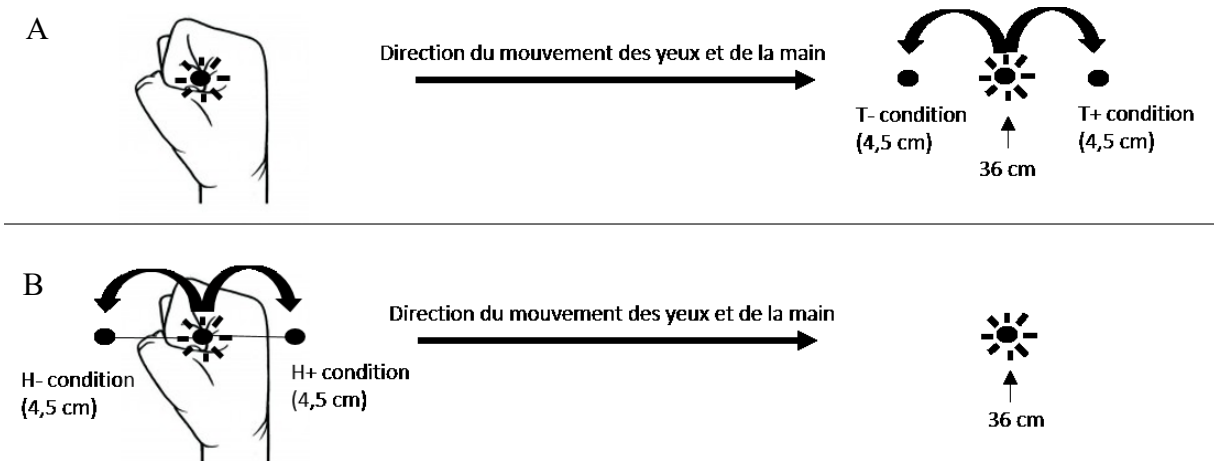 A
Direction du mouvement des yeux et de la main
T- condition
(4,5 cm)
36 cm
T+ condition
(4,5 cm)
B
Direction du mouvement des yeux et de la main
H- condition
(4,5 cm)
H+ condition
(4,5 cm)
36 cm